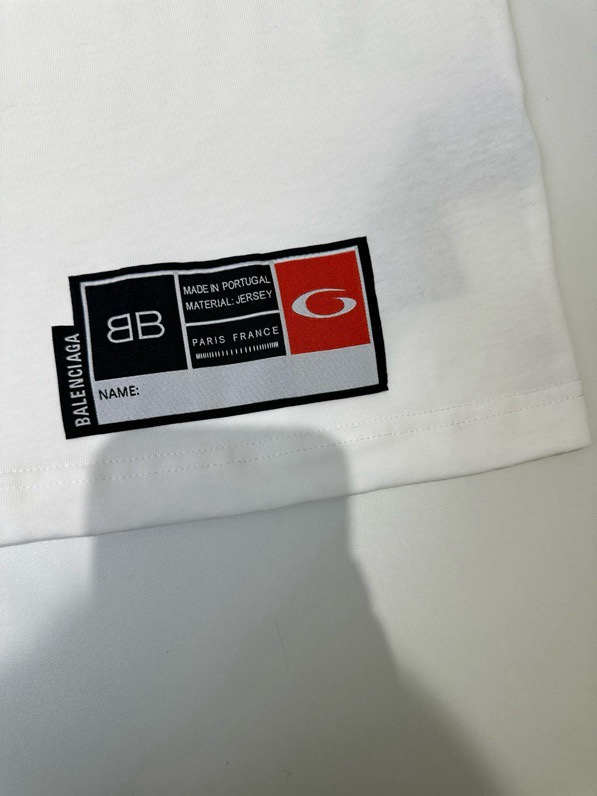 BB
MADE IN PORTUGAL
MATERIAL: JERSEY
PARIS FRANCE
NAME:
BALENCIAGA